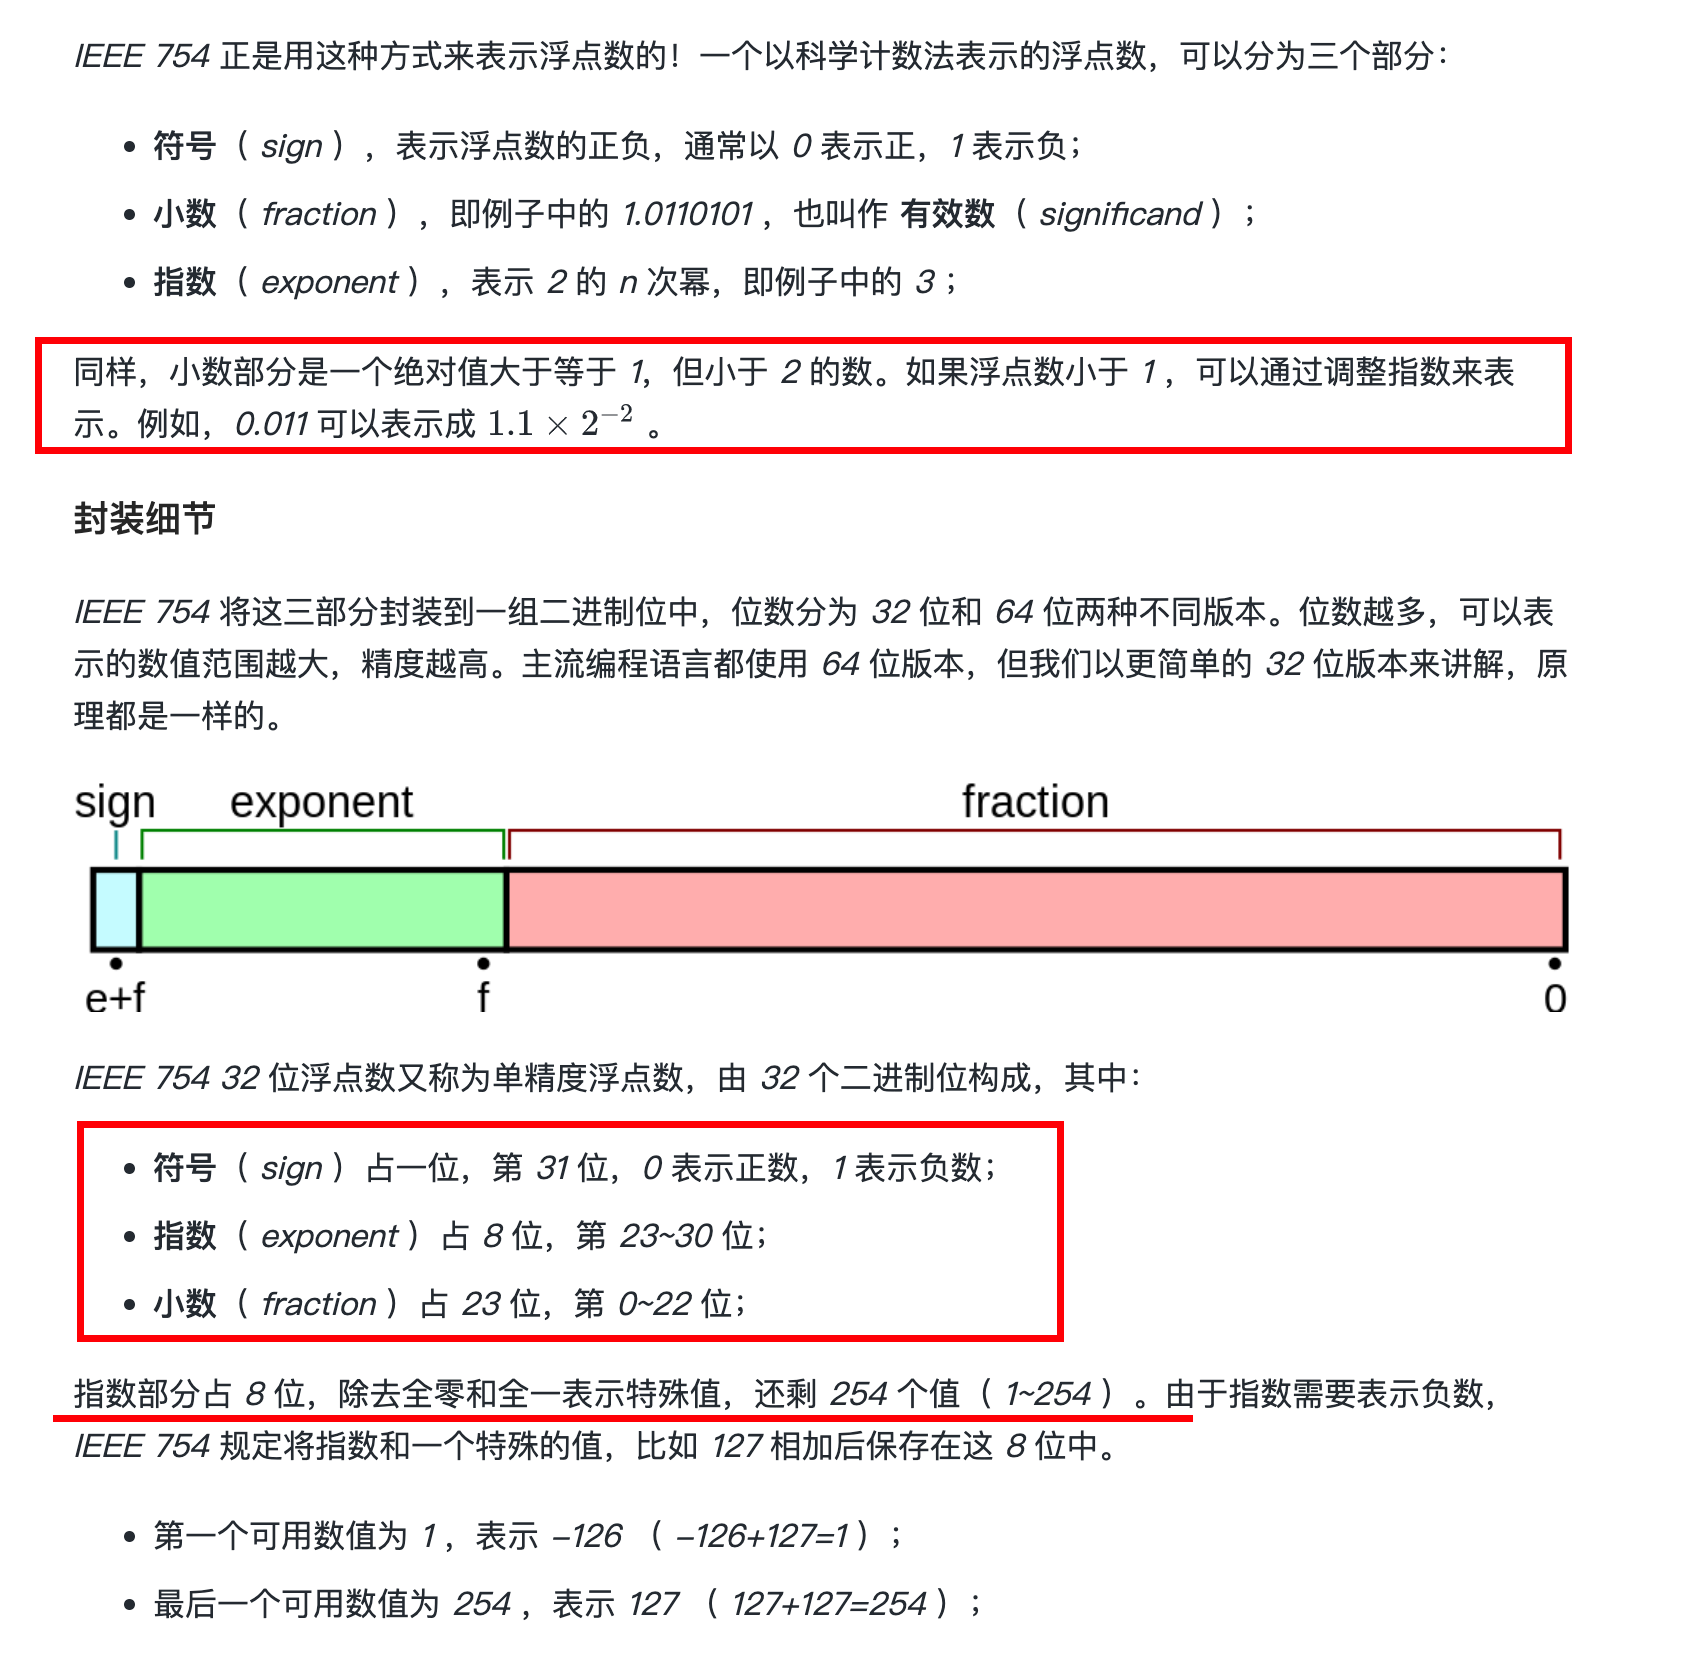 IEEE 754 正是用这种方式来表示浮点数的！一个以科学计数法表示的浮点数，可以分为三个部分：
• 符号（ sign ），表示浮点数的正负，通常以 0 表示正，1 表示负；
• 小数（ fraction ），即例子中的 1.0110101 ，也叫作 有效数（ significand ）；
• 指数（ exponent ），表示 2 的 n 次幂，即例子中的 3 ；
同样，小数部分是一个绝对值大于等于 1，但小于 2 的数。如果浮点数小于 1 ，可以通过调整指数来表
示。例如，0.011 可以表示成 1.1 × 2⁻² 。
封装细节
IEEE 754 将这三部分封装到一组二进制位中，位数分为 32 位和 64 位两种不同版本。位数越多，可以表
示的数值范围越大，精度越高。主流编程语言都使用 64 位版本，但我们以更简单的 32 位版本来讲解，原
理都是一样的。
sign exponent fraction
e+f f 0
IEEE 754 32 位浮点数又称为单精度浮点数，由 32 个二进制位构成，其中：
• 符号（ sign ）占一位，第 31 位，0 表示正数，1 表示负数；
• 指数（ exponent ）占 8 位，第 23~30 位；
• 小数（ fraction ）占 23 位，第 0~22 位；
指数部分占 8 位，除去全零和全一表示特殊值，还剩 254 个值（ 1~254 ）。由于指数需要表示负数，
IEEE 754 规定将指数和一个特殊的值，比如 127 相加后保存在这 8 位中。
• 第一个可用数值为 1 ，表示 −126 （ −126+127=1 ）；
• 最后一个可用数值为 254 ，表示 127 （ 127+127=254 ）；